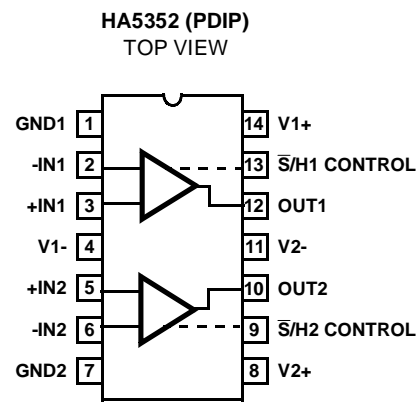 HA5352 (PDIP)
TOP VIEW
GND1 1 14 V1+
-IN1 2 13 S̅/H1 CONTROL
+IN1 3 12 OUT1
V1- 4 11 V2-
+IN2 5 10 OUT2
-IN2 6 9 S̅/H2 CONTROL
GND2 7 8 V2+